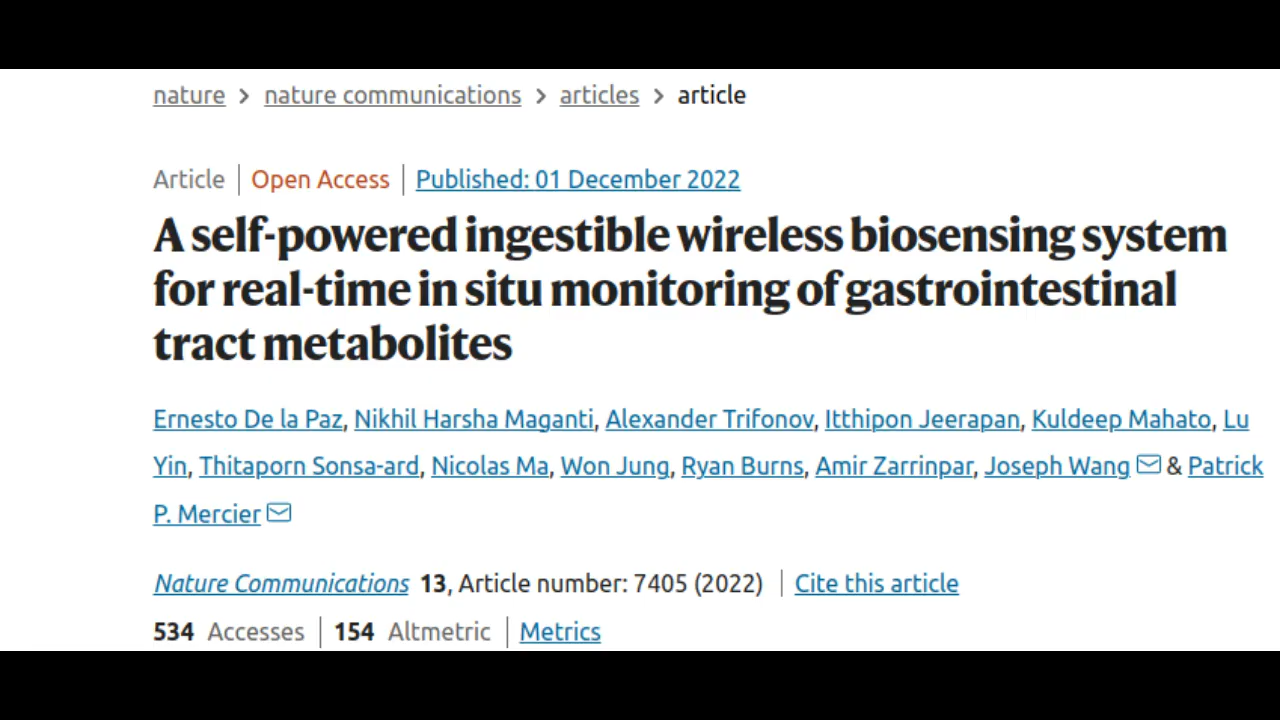 nature > nature communications > articles > article
Article | Open Access | Published: 01 December 2022
A self-powered ingestible wireless biosensing system
for real-time in situ monitoring of gastrointestinal
tract metabolites
Ernesto De la Paz, Nikhil Harsha Maganti, Alexander Trifonov, Itthipon Jeerapan, Kuldeep Mahato, Lu
Yin, Thitaporn Sonsa-ard, Nicolas Ma, Won Jung, Ryan Burns, Amir Zarrinpar, Joseph Wang & Patrick
P. Mercier
Nature Communications 13, Article number: 7405 (2022) | Cite this article
534 Accesses | 154 Altmetric | Metrics